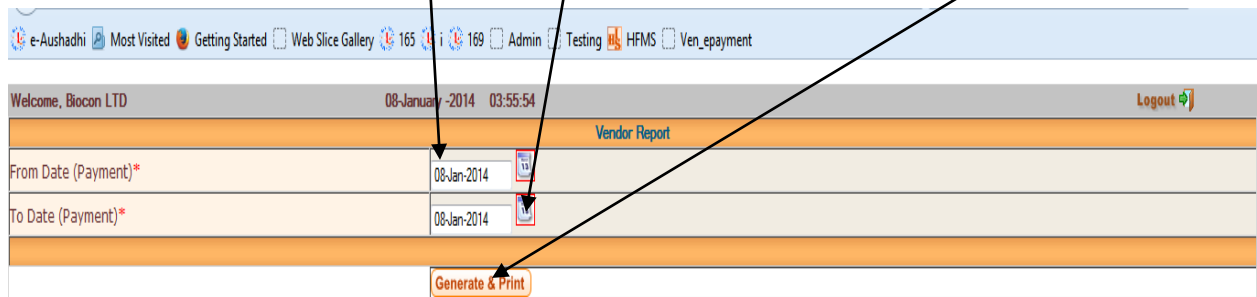 e-Aushadhi Most Visited Getting Started Web Slice Gallery 165 i 169 Admin Testing HFMS Ven_epayment
Welcome, Biocon LTD 08-January -2014 03:55:54 Logout
Vendor Report
From Date (Payment)* 08-Jan-2014
To Date (Payment)* 08-Jan-2014
Generate & Print